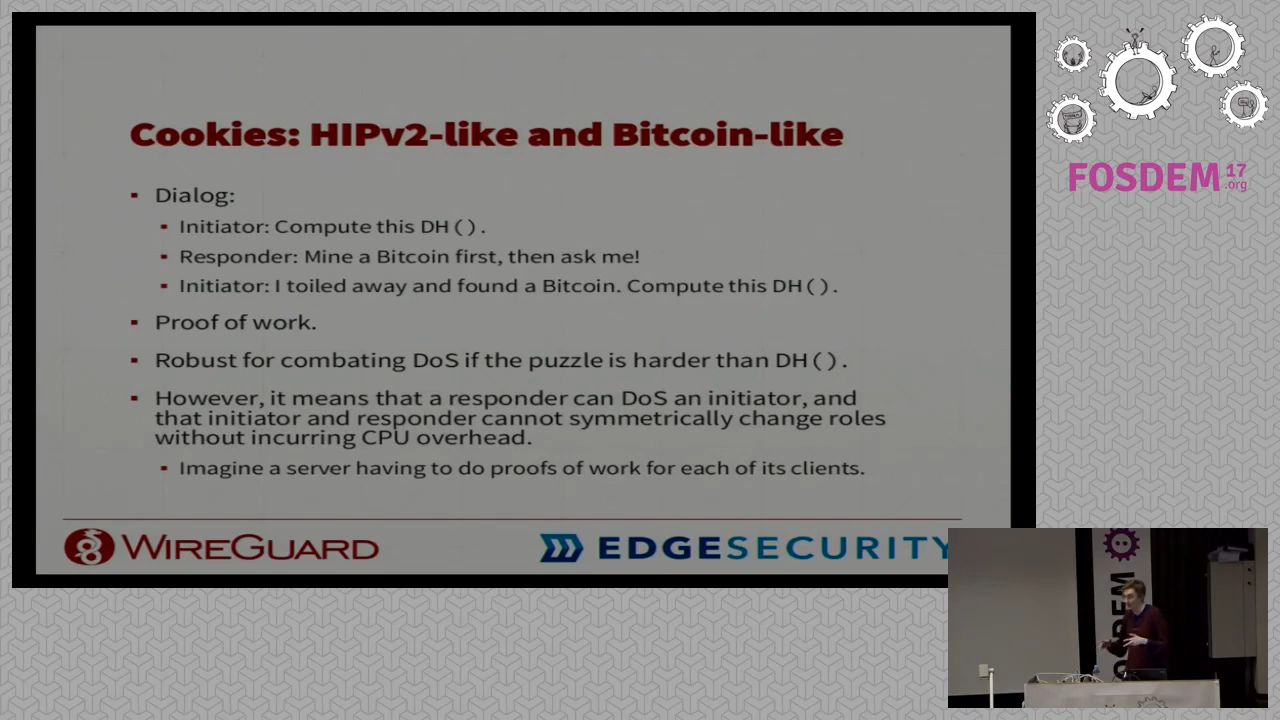 Cookies: HIPv2-like and Bitcoin-like
▪ Dialog:
▪ Initiator: Compute this DH().
▪ Responder: Mine a Bitcoin first, then ask me!
▪ Initiator: I toiled away and found a Bitcoin. Compute this DH().
▪ Proof of work.
▪ Robust for combating DoS if the puzzle is harder than DH().
▪ However, it means that a responder can DoS an initiator, and
that initiator and responder cannot symmetrically change roles
without incurring CPU overhead.
▪ Imagine a server having to do proofs of work for each of its clients.
WIREGUARD
EDGESECURITY
FOSDEM 17
.org
FOSDEM